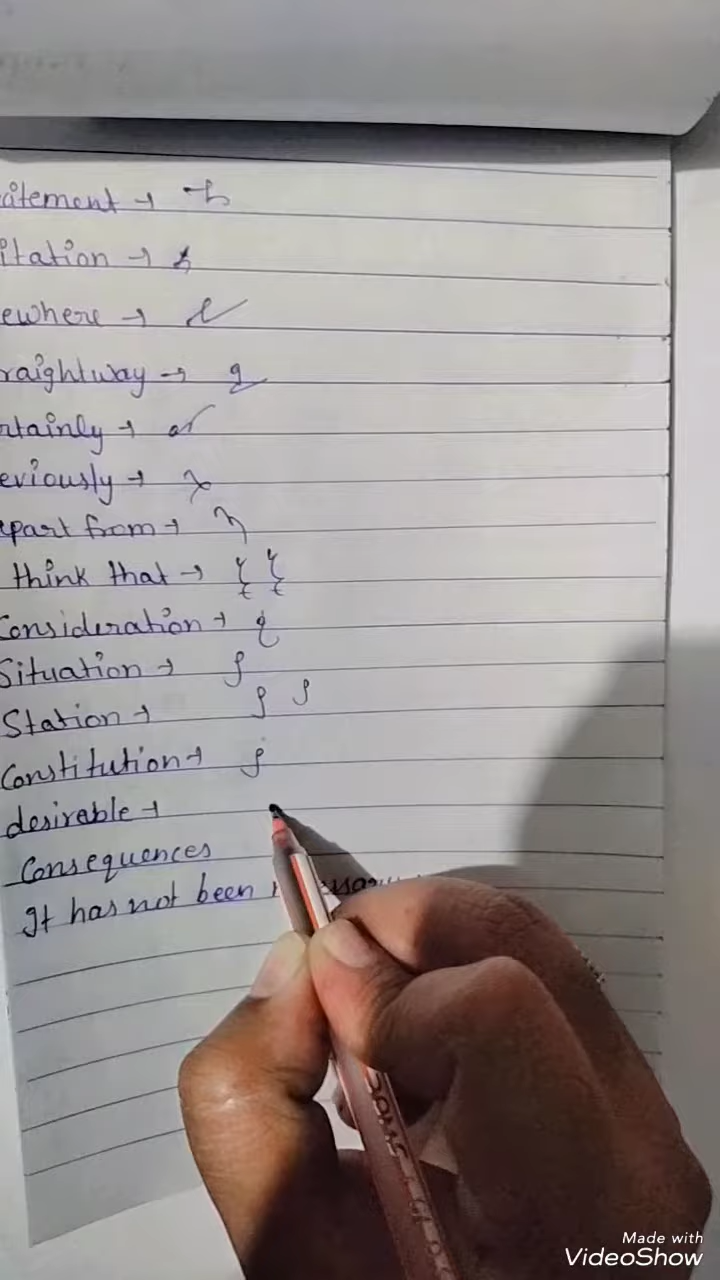 atement →
itation →
ewhere →
raightway →
rtainly →
eviously →
apart from →
think that →
Consideration →
Situation →
Station →
Constitution →
desirable →
Consequences
It has not been
Made with
VideoShow